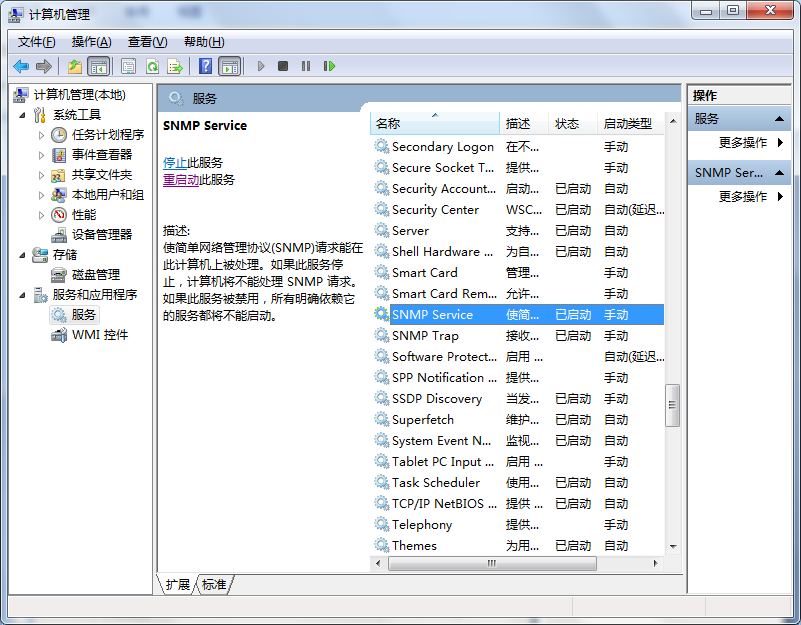 计算机管理
文件(F) 操作(A) 查看(V) 帮助(H)
计算机管理(本地)
系统工具
任务计划程序
事件查看器
共享文件夹
本地用户和组
性能
设备管理器
存储
磁盘管理
服务和应用程序
服务
WMI 控件
服务
SNMP Service
停止此服务
重启动此服务
描述:
使简单网络管理协议(SNMP)请求能在
此计算机上被处理。如果此服务停
止，计算机将不能处理 SNMP 请求。
如果此服务被禁用，所有明确依赖它
的服务都将不能启动。
名称 描述 状态 启动类型
Secondary Logon 在不... 手动
Secure Socket T... 提供... 手动
Security Account... 启动... 已启动 自动
Security Center WSC... 已启动 自动(延迟...
Server 支持... 已启动 自动
Shell Hardware ... 为自... 已启动 自动
Smart Card 管理... 手动
Smart Card Rem... 允许... 手动
SNMP Service 使简... 已启动 手动
SNMP Trap 接收... 已启动 手动
Software Protect... 启用 ... 自动(延迟...
SPP Notification ... 提供... 手动
SSDP Discovery 当发... 已启动 手动
Superfetch 维护... 已启动 自动
System Event N... 监视... 已启动 自动
Tablet PC Input ... 启用 ... 手动
Task Scheduler 使用... 已启动 自动
TCP/IP NetBIOS ... 提供 ... 已启动 自动
Telephony 提供... 手动
Themes 为用... 已启动 自动
扩展 标准
操作
服务
更多操作
SNMP Ser...
更多操作